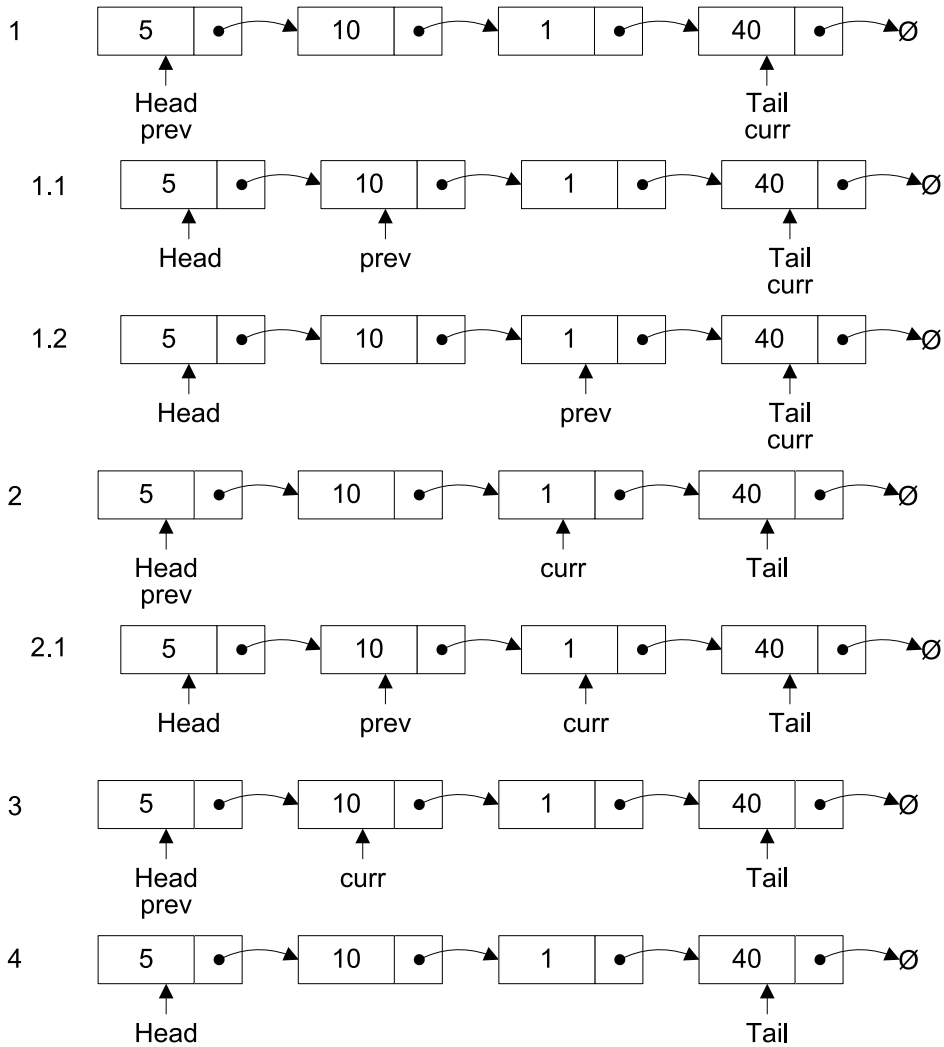 1 5 10 1 40 Ø
Head Tail
prev curr
1.1 5 10 1 40 Ø
Head prev Tail
curr
1.2 5 10 1 40 Ø
Head prev Tail
curr
2 5 10 1 40 Ø
Head curr Tail
prev
2.1 5 10 1 40 Ø
Head prev curr Tail
3 5 10 1 40 Ø
Head curr Tail
prev
4 5 10 1 40 Ø
Head Tail